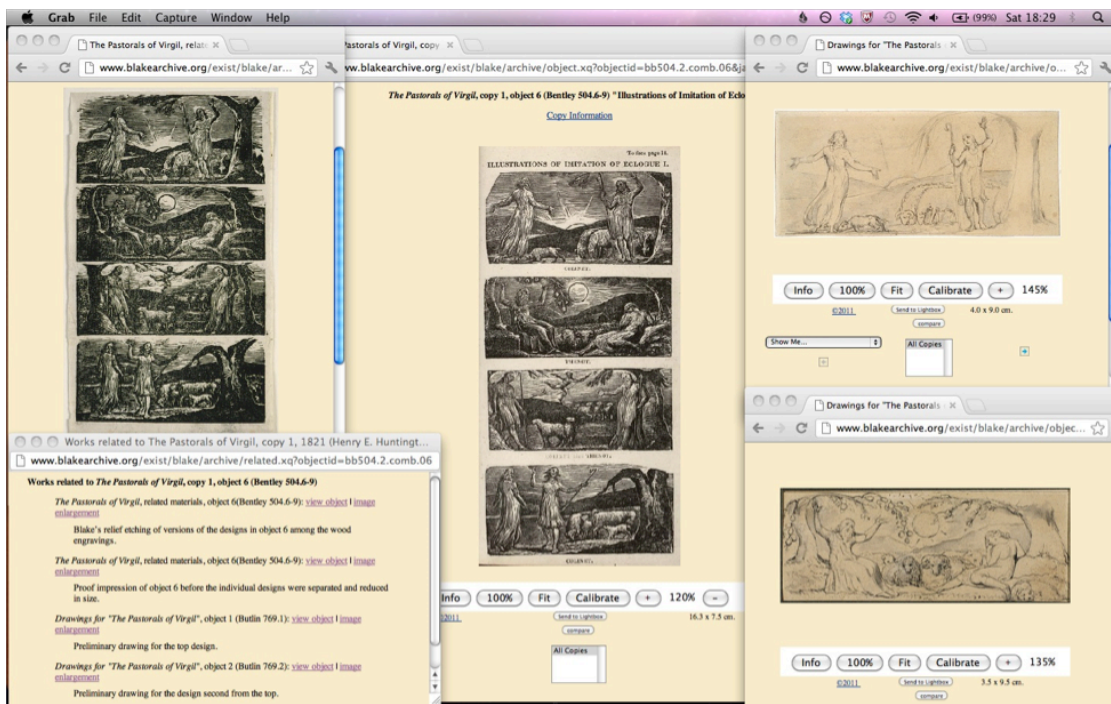 Grab File Edit Capture Window Help
(99%) Sat 18:29
The Pastorals of Virgil, relate
www.blakearchive.org/exist/blake/ar...
Pastorals of Virgil, copy
ww.blakearchive.org/exist/blake/archive/object.xq?objectid=bb504.2.comb.06&ja
The Pastorals of Virgil, copy 1, object 6 (Bentley 504.6-9) "Illustrations of Imitation of Eclo
Copy Information
To face page 14.
ILLUSTRATIONS OF IMITATION OF ECLOGUE I.
COLINET.
THENOT.
COLINET.
Info 100% Fit Calibrate + 120% -
©2011
Send to Lightbox
16.3 x 7.5 cm.
compare
All Copies
Drawings for "The Pastorals
www.blakearchive.org/exist/blake/archive/o...
Info 100% Fit Calibrate + 145%
©2011
Send to Lightbox
4.0 x 9.0 cm.
compare
Show Me...
All Copies
Drawings for "The Pastorals
www.blakearchive.org/exist/blake/archive/objec...
Info 100% Fit Calibrate + 135%
©2011
Send to Lightbox
3.5 x 9.5 cm.
compare
Works related to The Pastorals of Virgil, copy 1, 1821 (Henry E. Huntingt...
www.blakearchive.org/exist/blake/archive/related.xq?objectid=bb504.2.comb.06
Works related to The Pastorals of Virgil, copy 1, object 6 (Bentley 504.6-9)
The Pastorals of Virgil, related materials, object 6(Bentley 504.6-9): view object | image
enlargement
Blake's relief etching of versions of the designs in object 6 among the wood
engravings.
The Pastorals of Virgil, related materials, object 6(Bentley 504.6-9): view object | image
enlargement
Proof impression of object 6 before the individual designs were separated and reduced
in size.
Drawings for "The Pastorals of Virgil", object 1 (Butlin 769.1): view object | image
enlargement
Preliminary drawing for the top design.
Drawings for "The Pastorals of Virgil", object 2 (Butlin 769.2): view object | image
enlargement
Preliminary drawing for the design second from the top.